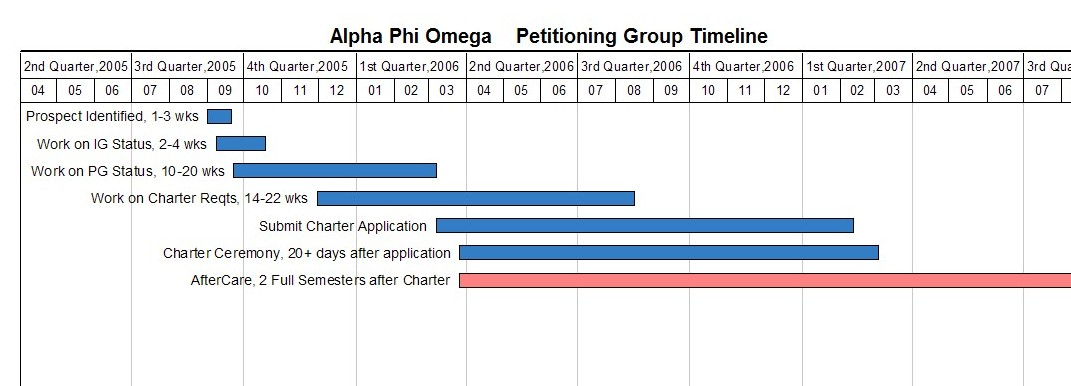 Alpha Phi Omega Petitioning Group Timeline
2nd Quarter,2005 3rd Quarter,2005 4th Quarter,2005 1st Quarter,2006 2nd Quarter,2006 3rd Quarter,2006 4th Quarter,2006 1st Quarter,2007 2nd Quarter,2007 3rd Qua
04 05 06 07 08 09 10 11 12 01 02 03 04 05 06 07 08 09 10 11 12 01 02 03 04 05 06 07
Prospect Identified, 1-3 wks
Work on IG Status, 2-4 wks
Work on PG Status, 10-20 wks
Work on Charter Reqts, 14-22 wks
Submit Charter Application
Charter Ceremony, 20+ days after application
AfterCare, 2 Full Semesters after Charter